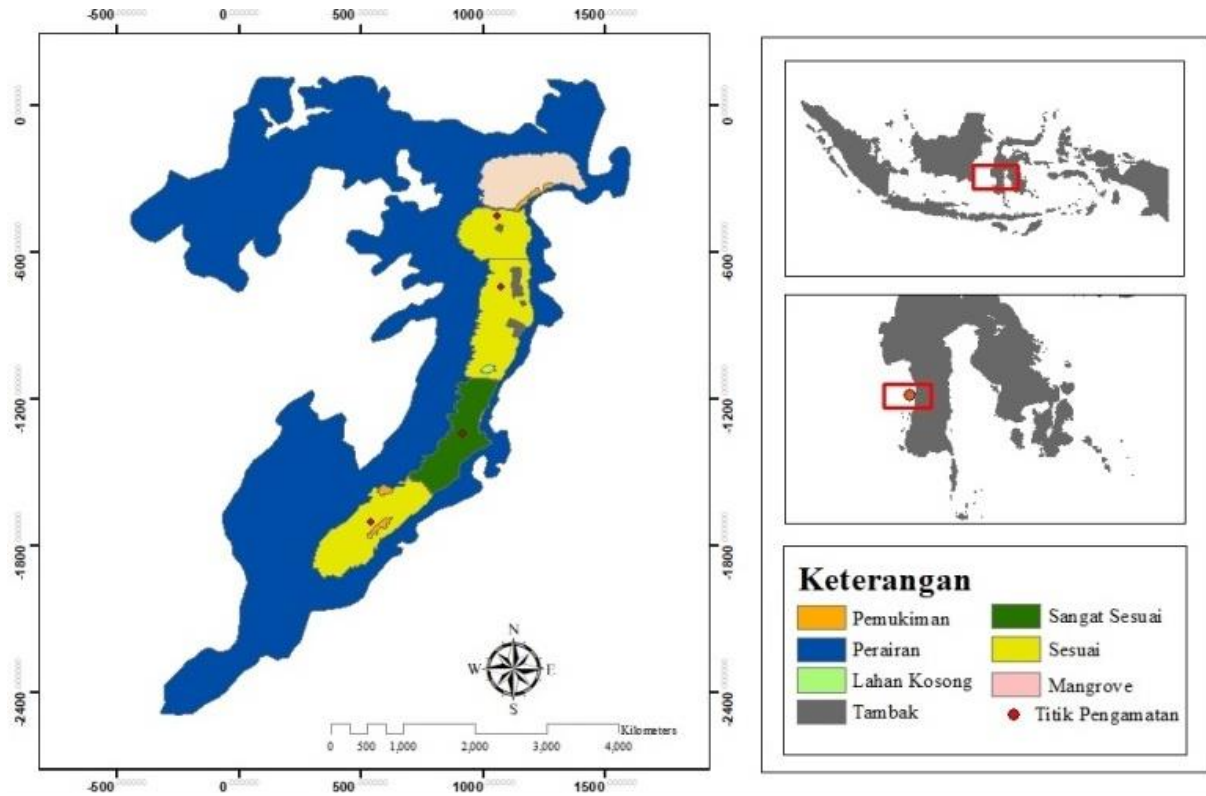 -500 0 500 1000 1500
0
-600
-1200
-1800
-2400
0
-600
-1200
-1800
-2400
N
W E
S
Kilometers
0 500 1,000 2,000 3,000 4,000
-500 0 500 1000 1500
Keterangan
Pemukiman
Perairan
Lahan Kosong
Tambak
Sangat Sesuai
Sesuai
Mangrove
Titik Pengamatan